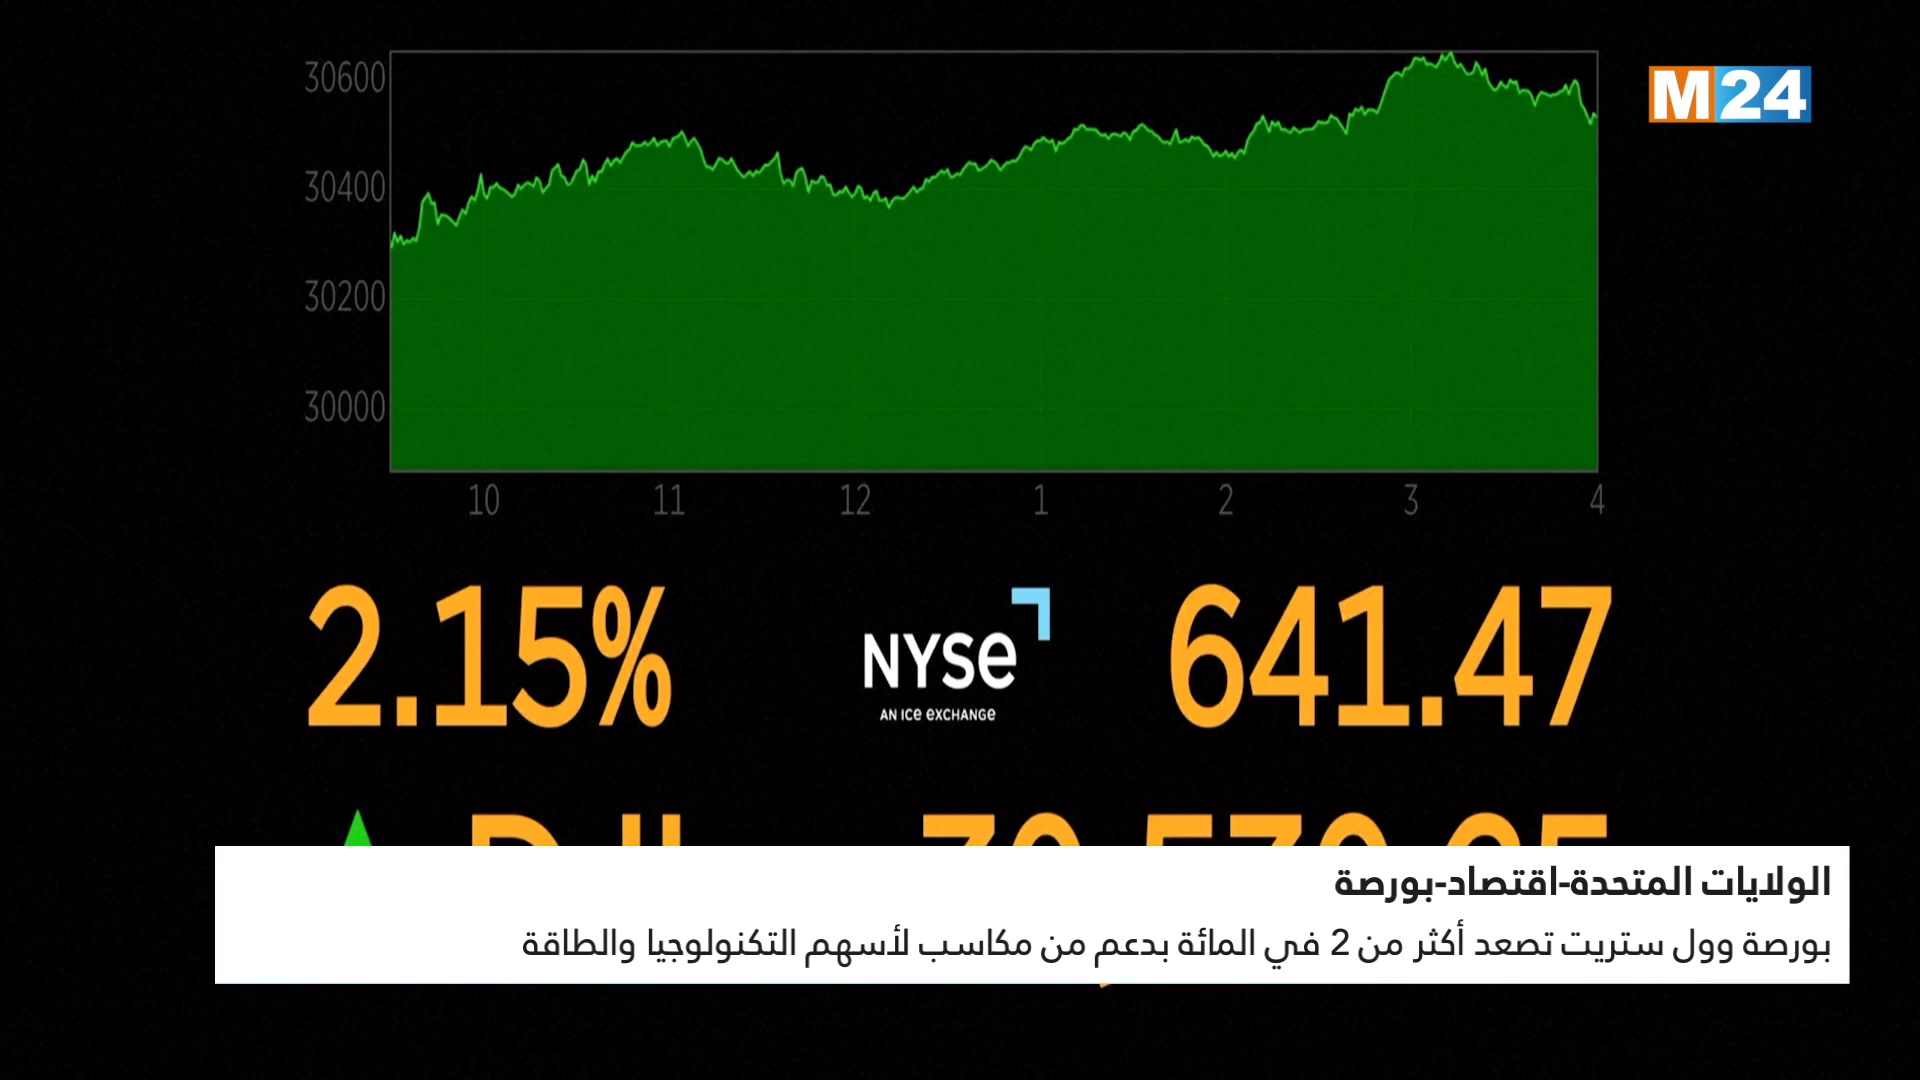 M24
30600
30400
30200
30000
10 11 12 1 2 3 4
2.15% NYSE 641.47
AN ICE EXCHANGE
الولايات المتحدة-اقتصاد-بورصة
بورصة وول ستريت تصعد أكثر من 2 في المائة بدعم من مكاسب لأسهم التكنولوجيا والطاقة